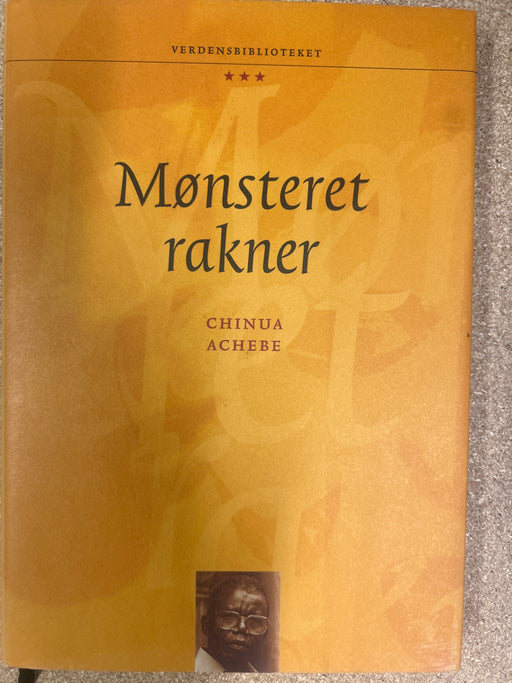 VERDENSBIBLIOTEKET
★★★
Mønsteret
rakner
CHINUA
ACHEBE